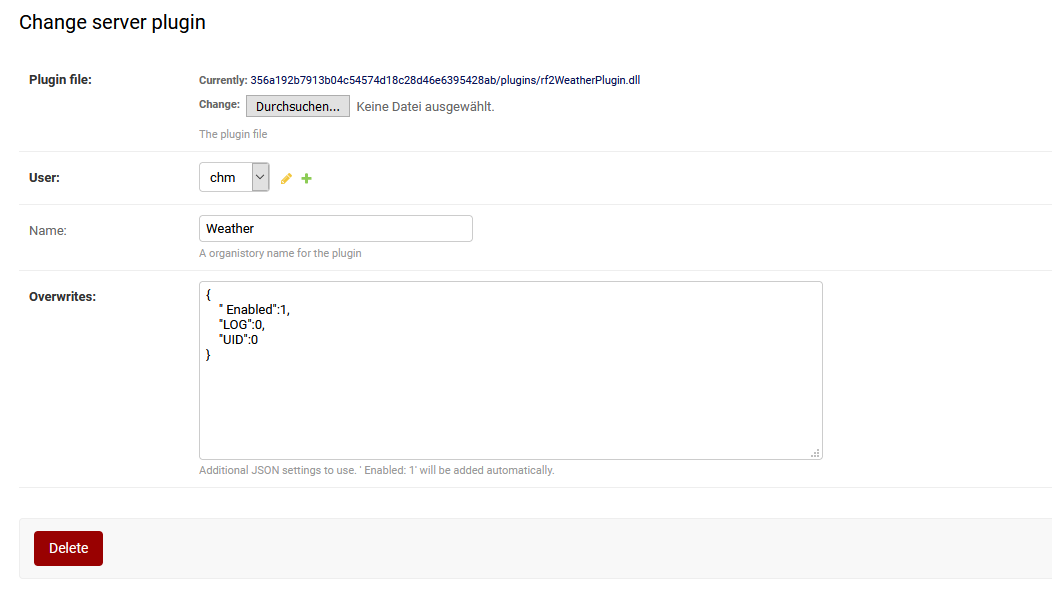 Change server plugin
Plugin file:
Currently: 356a192b7913b04c54574d18c28d46e6395428ab/plugins/rf2WeatherPlugin.dll
Change: Durchsuchen... Keine Datei ausgewählt.
The plugin file
User: chm
Name: Weather
A organistory name for the plugin
Overwrites:
{
" Enabled":1,
"LOG":0,
"UID":0
}
Additional JSON settings to use. ' Enabled: 1' will be added automatically.
Delete